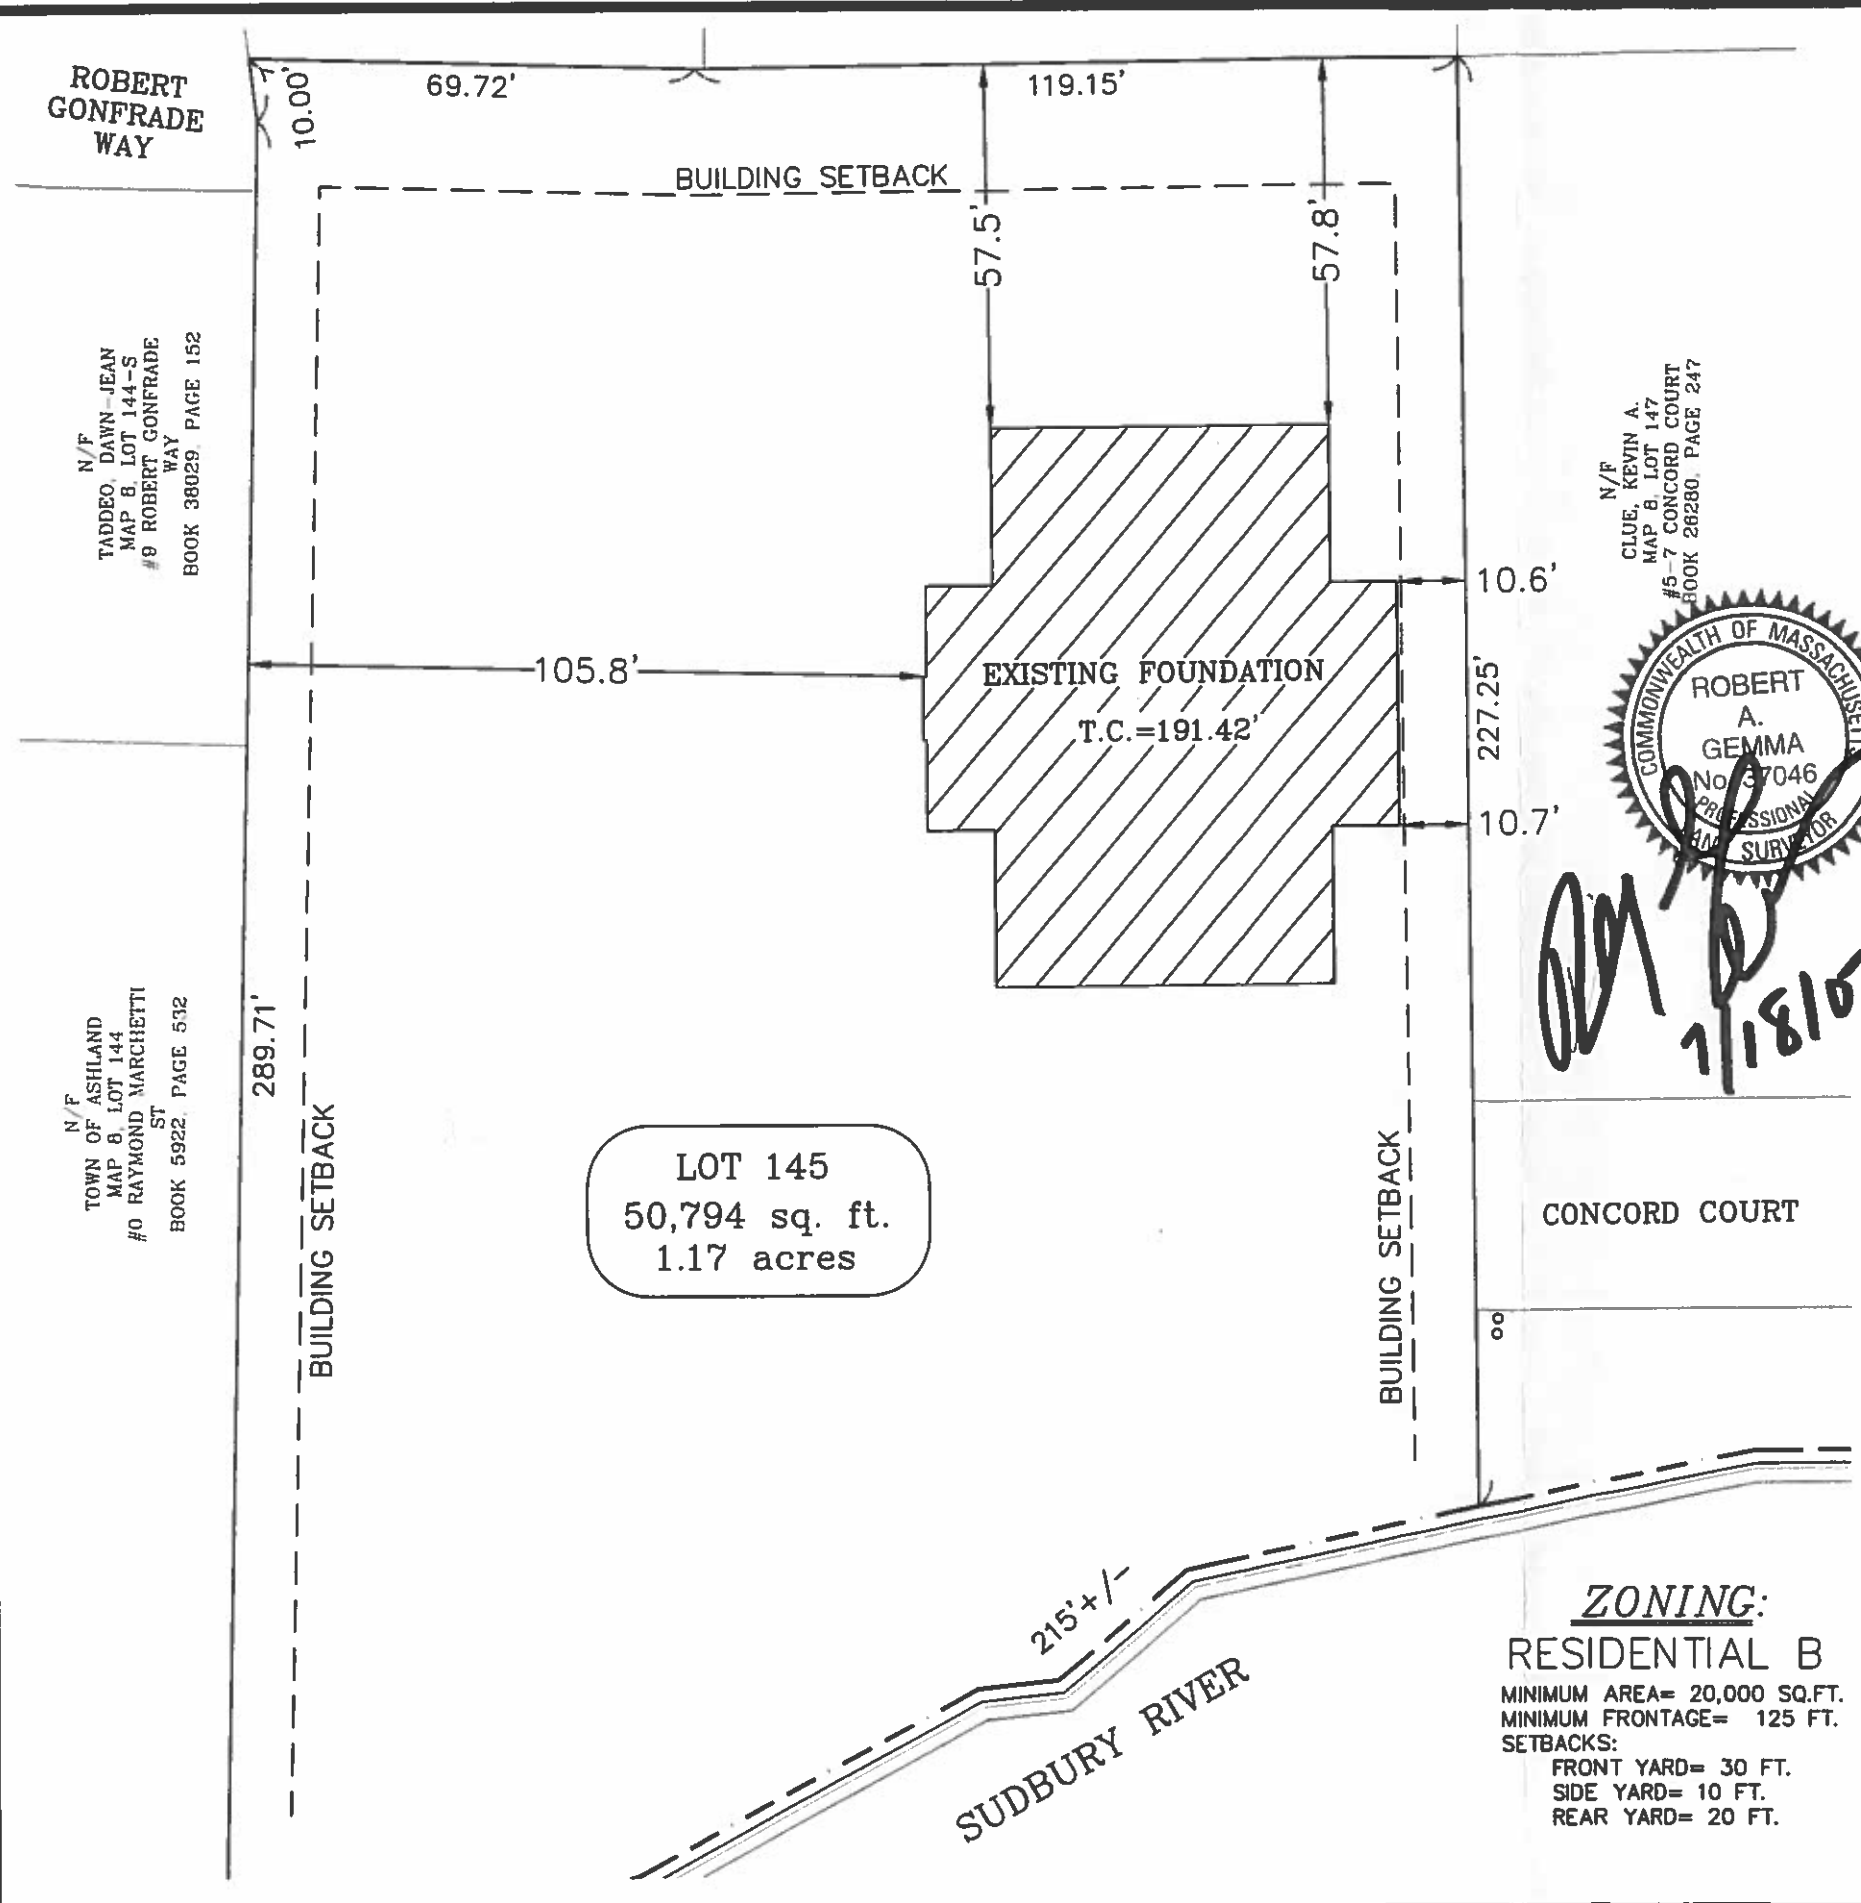 ROBERT
GONFRADE
WAY
10.00'
69.72'
119.15'
BUILDING SETBACK
57.5'
57.8'
N/F
TADDEO, DAWN-JEAN
MAP 8, LOT 144-S
#9 ROBERT GONFRADE
WAY
BOOK 38029, PAGE 152
N/F
CLUE, KEVIN A.
MAP 8, LOT 147
#5-7 CONCORD COURT
BOOK 26280, PAGE 247
10.6'
105.8'
EXISTING FOUNDATION
T.C.=191.42'
227.25'
10.7'
COMMONWEALTH OF MASSACHUSETTS
ROBERT
A.
GEMMA
No. 37046
PROFESSIONAL
LAND SURVEYOR
N/F
TOWN OF ASHLAND
MAP 8, LOT 144
#0 RAYMOND MARCHETTI
ST
BOOK 5922, PAGE 532
289.71'
BUILDING SETBACK
LOT 145
50,794 sq. ft.
1.17 acres
BUILDING SETBACK
CONCORD COURT
215'+/-
SUDBURY RIVER
ZONING:
RESIDENTIAL B
MINIMUM AREA= 20,000 SQ.FT.
MINIMUM FRONTAGE= 125 FT.
SETBACKS:
FRONT YARD= 30 FT.
SIDE YARD= 10 FT.
REAR YARD= 20 FT.